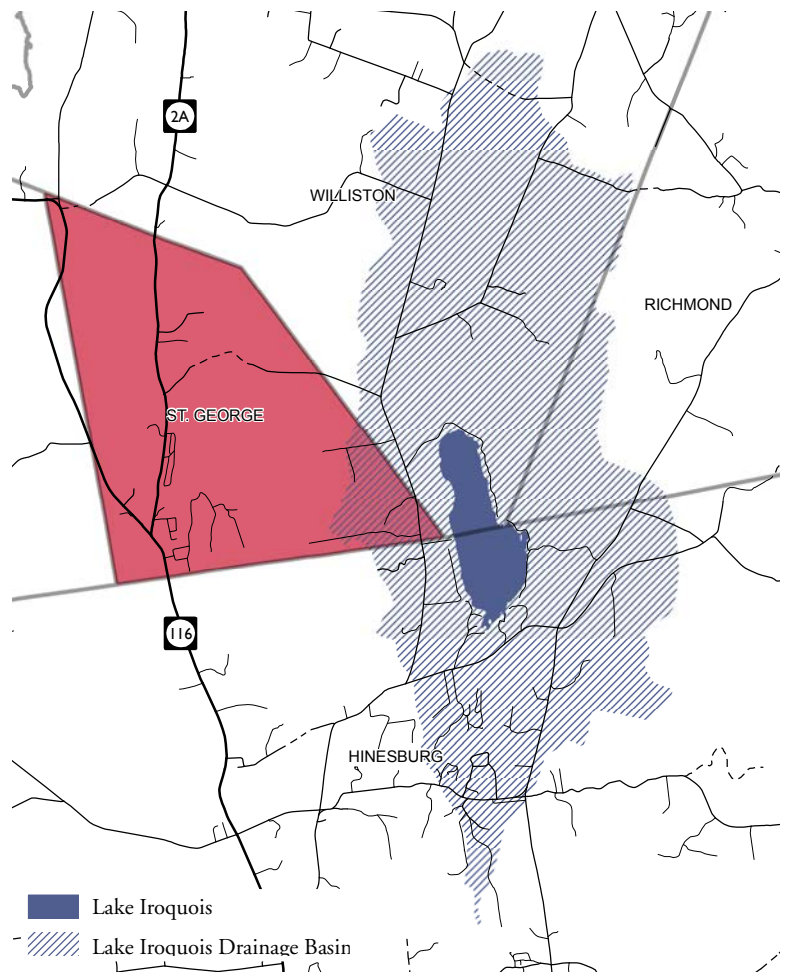 2A
WILLISTON
RICHMOND
ST. GEORGE
116
HINESBURG
Lake Iroquois
Lake Iroquois Drainage Basin